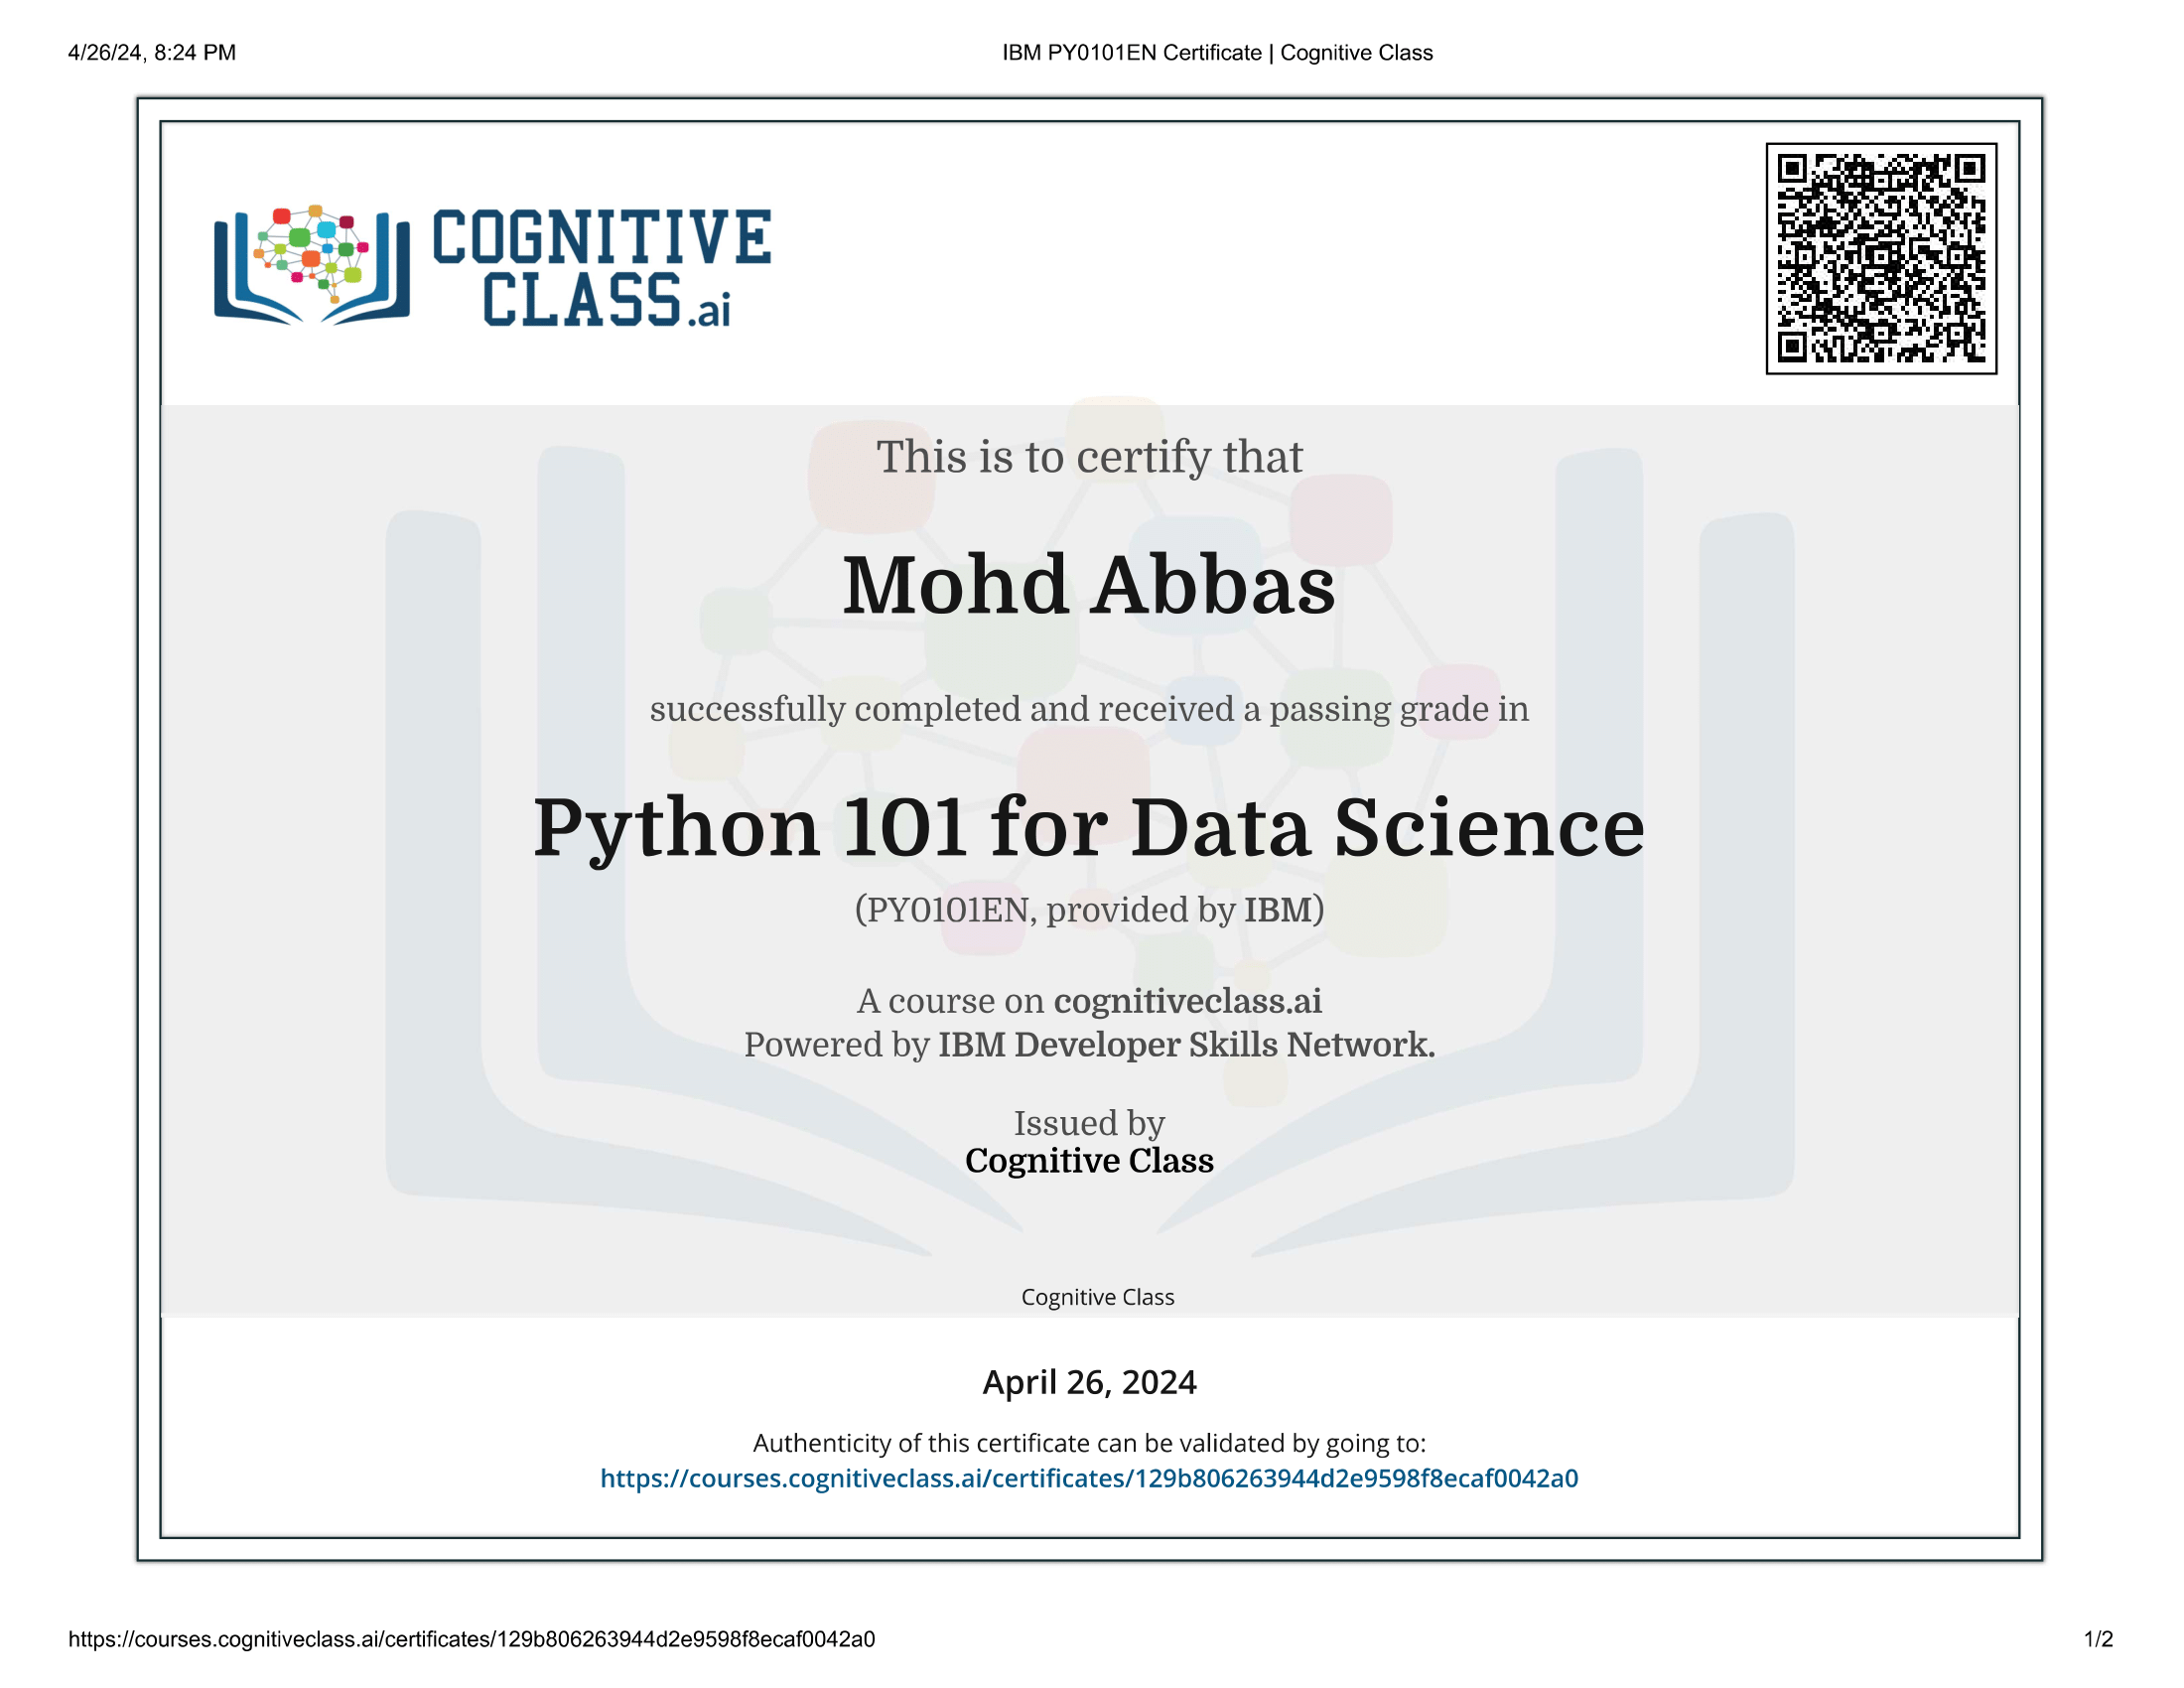 4/26/24, 8:24 PM
IBM PY0101EN Certificate | Cognitive Class
COGNITIVE
CLASS.ai
This is to certify that
Mohd Abbas
successfully completed and received a passing grade in
Python 101 for Data Science
(PY0101EN, provided by IBM)
A course on cognitiveclass.ai
Powered by IBM Developer Skills Network.
Issued by
Cognitive Class
Cognitive Class
April 26, 2024
Authenticity of this certificate can be validated by going to:
https://courses.cognitiveclass.ai/certificates/129b806263944d2e9598f8ecaf0042a0
https://courses.cognitiveclass.ai/certificates/129b806263944d2e9598f8ecaf0042a0
1/2